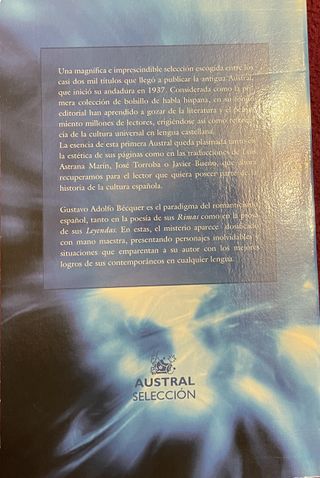 Una magnífica e imprescindible selección escogida entre los
casi dos mil títulos que llegó a publicar la antigua Austral,
que inició su andadura en 1937. Considerada como la pri-
mera colección de bolsillo de habla hispana, en su fondo
editorial han aprendido a gozar de la literatura y el pensa-
miento millones de lectores, erigiéndose así como referen-
cia de la cultura universal en lengua castellana.
La esencia de esta primera Austral queda plasmada tanto en
la estética de sus páginas como en las traducciones de Luis
Astrana Marín, José Torroba o Javier Bueno, que ahora
recuperamos para el lector que quiera poseer parte de la
historia de la cultura española.
Gustavo Adolfo Bécquer es el paradigma del romanticismo
español, tanto en la poesía de sus Rimas como en la prosa
de sus Leyendas. En estas, el misterio aparece dosificado
con mano maestra, presentando personajes inolvidables y
situaciones que emparentan a su autor con los mejores
logros de sus contemporáneos en cualquier lengua.
AUSTRAL
SELECCIÓN